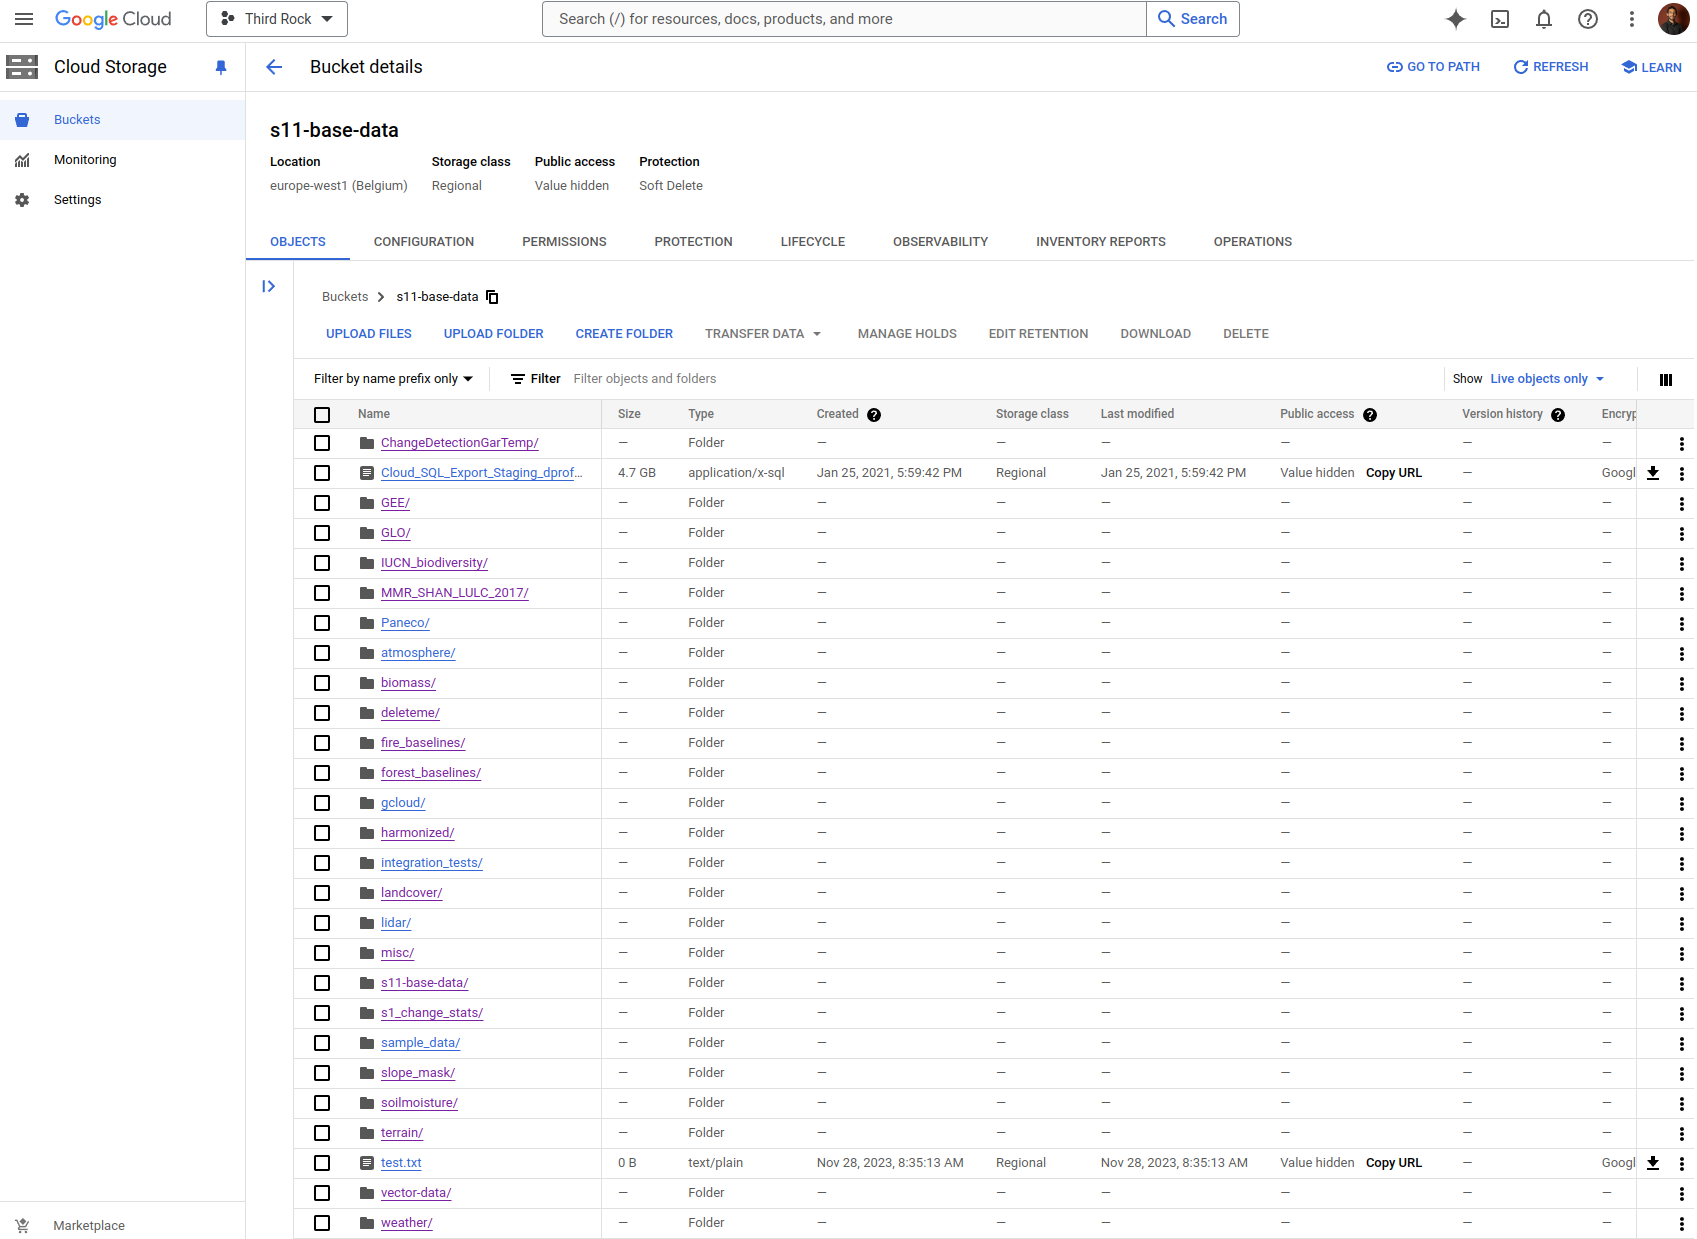 Google Cloud Third Rock Search (/) for resources, docs, products, and more Search
Cloud Storage Bucket details GO TO PATH REFRESH LEARN
Buckets
Monitoring
Settings
s11-base-data
Location Storage class Public access Protection
europe-west1 (Belgium) Regional Value hidden Soft Delete
OBJECTS CONFIGURATION PERMISSIONS PROTECTION LIFECYCLE OBSERVABILITY INVENTORY REPORTS OPERATIONS
Buckets s11-base-data
UPLOAD FILES UPLOAD FOLDER CREATE FOLDER TRANSFER DATA MANAGE HOLDS EDIT RETENTION DOWNLOAD DELETE
Filter by name prefix only Filter Filter objects and folders Show Live objects only
Name Size Type Created Storage class Last modified Public access Version history Encryp
ChangeDetectionGarTemp/ — Folder — — — — — —
Cloud_SQL_Export_Staging_dprof... 4.7 GB application/x-sql Jan 25, 2021, 5:59:42 PM Regional Jan 25, 2021, 5:59:42 PM Value hidden Copy URL — Googl
GEE/ — Folder — — — — — —
GLO/ — Folder — — — — — —
IUCN_biodiversity/ — Folder — — — — — —
MMR_SHAN_LULC_2017/ — Folder — — — — — —
Paneco/ — Folder — — — — — —
atmosphere/ — Folder — — — — — —
biomass/ — Folder — — — — — —
deleteme/ — Folder — — — — — —
fire_baselines/ — Folder — — — — — —
forest_baselines/ — Folder — — — — — —
gcloud/ — Folder — — — — — —
harmonized/ — Folder — — — — — —
integration_tests/ — Folder — — — — — —
landcover/ — Folder — — — — — —
lidar/ — Folder — — — — — —
misc/ — Folder — — — — — —
s11-base-data/ — Folder — — — — — —
s1_change_stats/ — Folder — — — — — —
sample_data/ — Folder — — — — — —
slope_mask/ — Folder — — — — — —
soilmoisture/ — Folder — — — — — —
terrain/ — Folder — — — — — —
test.txt 0 B text/plain Nov 28, 2023, 8:35:13 AM Regional Nov 28, 2023, 8:35:13 AM Value hidden Copy URL — Googl
vector-data/ — Folder — — — — — —
weather/ — Folder — — — — — —
Marketplace